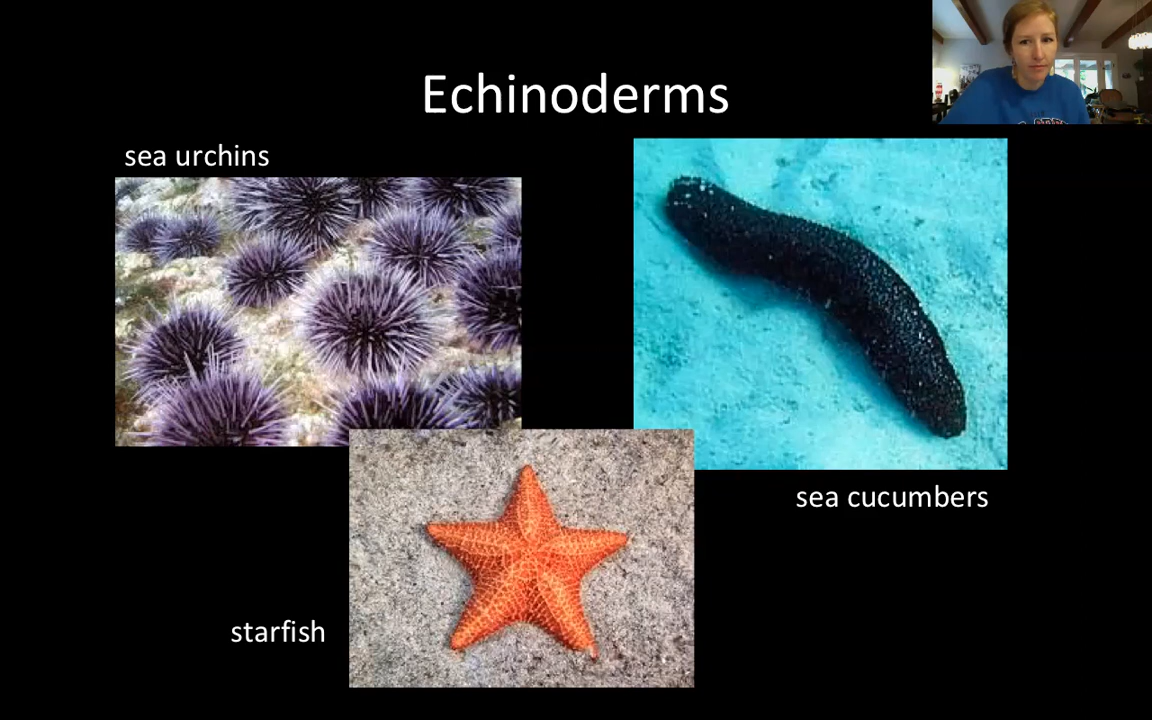 Echinoderms
sea urchins
sea cucumbers
starfish